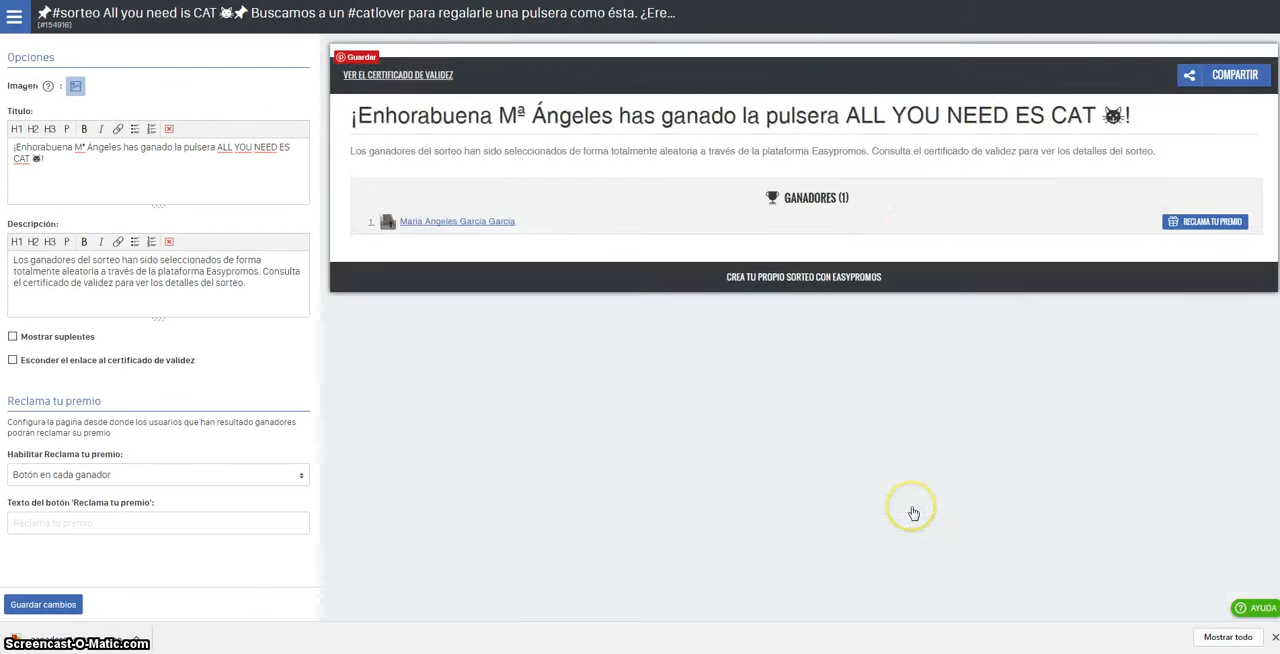 📌#sorteo All you need is CAT 🐱📌 Buscamos a un #catlover para regalarle una pulsera como ésta. ¿Ere...
[#154916]
Opciones
Imagen ? :
Título:
H1 H2 H3 P B I
¡Enhorabuena Mª Ángeles has ganado la pulsera ALL YOU NEED ES
CAT 🐱!
Descripción:
H1 H2 H3 P B I
Los ganadores del sorteo han sido seleccionados de forma
totalmente aleatoria a través de la plataforma Easypromos. Consulta
el certificado de validez para ver los detalles del sorteo.
Mostrar suplentes
Esconder el enlace al certificado de validez
Reclama tu premio
Configura la página desde donde los usuarios que han resultado ganadores
podrán reclamar su premio
Habilitar Reclama tu premio:
Botón en cada ganador
Texto del botón 'Reclama tu premio':
Reclama tu premio
Guardar cambios
Guardar
VER EL CERTIFICADO DE VALIDEZ
COMPARTIR
¡Enhorabuena Mª Ángeles has ganado la pulsera ALL YOU NEED ES CAT 🐱!
Los ganadores del sorteo han sido seleccionados de forma totalmente aleatoria a través de la plataforma Easypromos. Consulta el certificado de validez para ver los detalles del sorteo.
GANADORES (1)
1. Maria Angeles Garcia Garcia
RECLAMA TU PREMIO
CREA TU PROPIO SORTEO CON EASYPROMOS
? AYUDA
Screencast-O-Matic.com
Mostrar todo